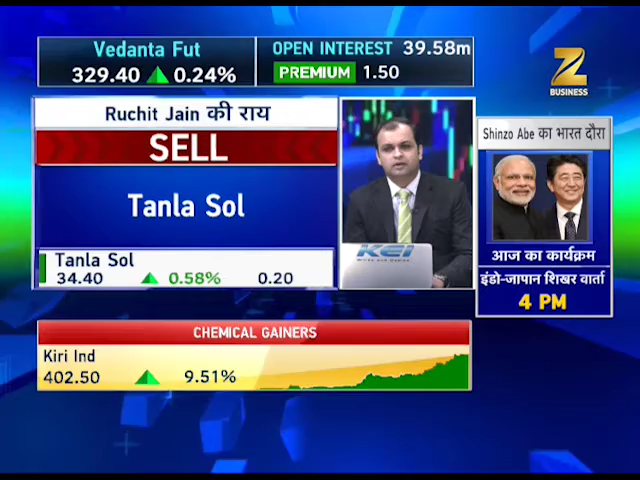 Vedanta Fut
329.40 ▲ 0.24%
OPEN INTEREST 39.58m
PREMIUM 1.50
Z
BUSINESS
Ruchit Jain की राय
SELL
Tanla Sol
Tanla Sol
34.40 ▲ 0.58% 0.20
KEI
Shinzo Abe का भारत दौरा
आज का कार्यक्रम
इंडो-जापान शिखर वार्ता
4 PM
CHEMICAL GAINERS
Kiri Ind
402.50 ▲ 9.51%